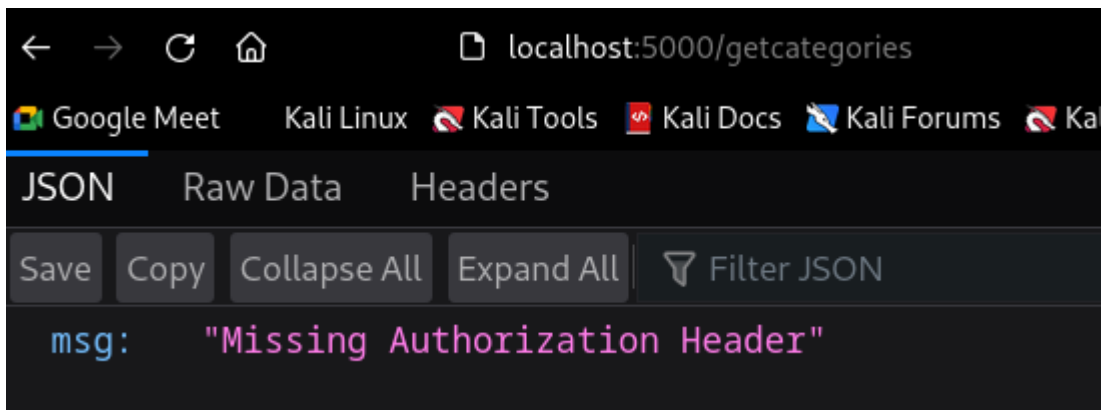 localhost:5000/getcategories
Google Meet Kali Linux Kali Tools Kali Docs Kali Forums Kal
JSON Raw Data Headers
Save Copy Collapse All Expand All Filter JSON
msg: "Missing Authorization Header"